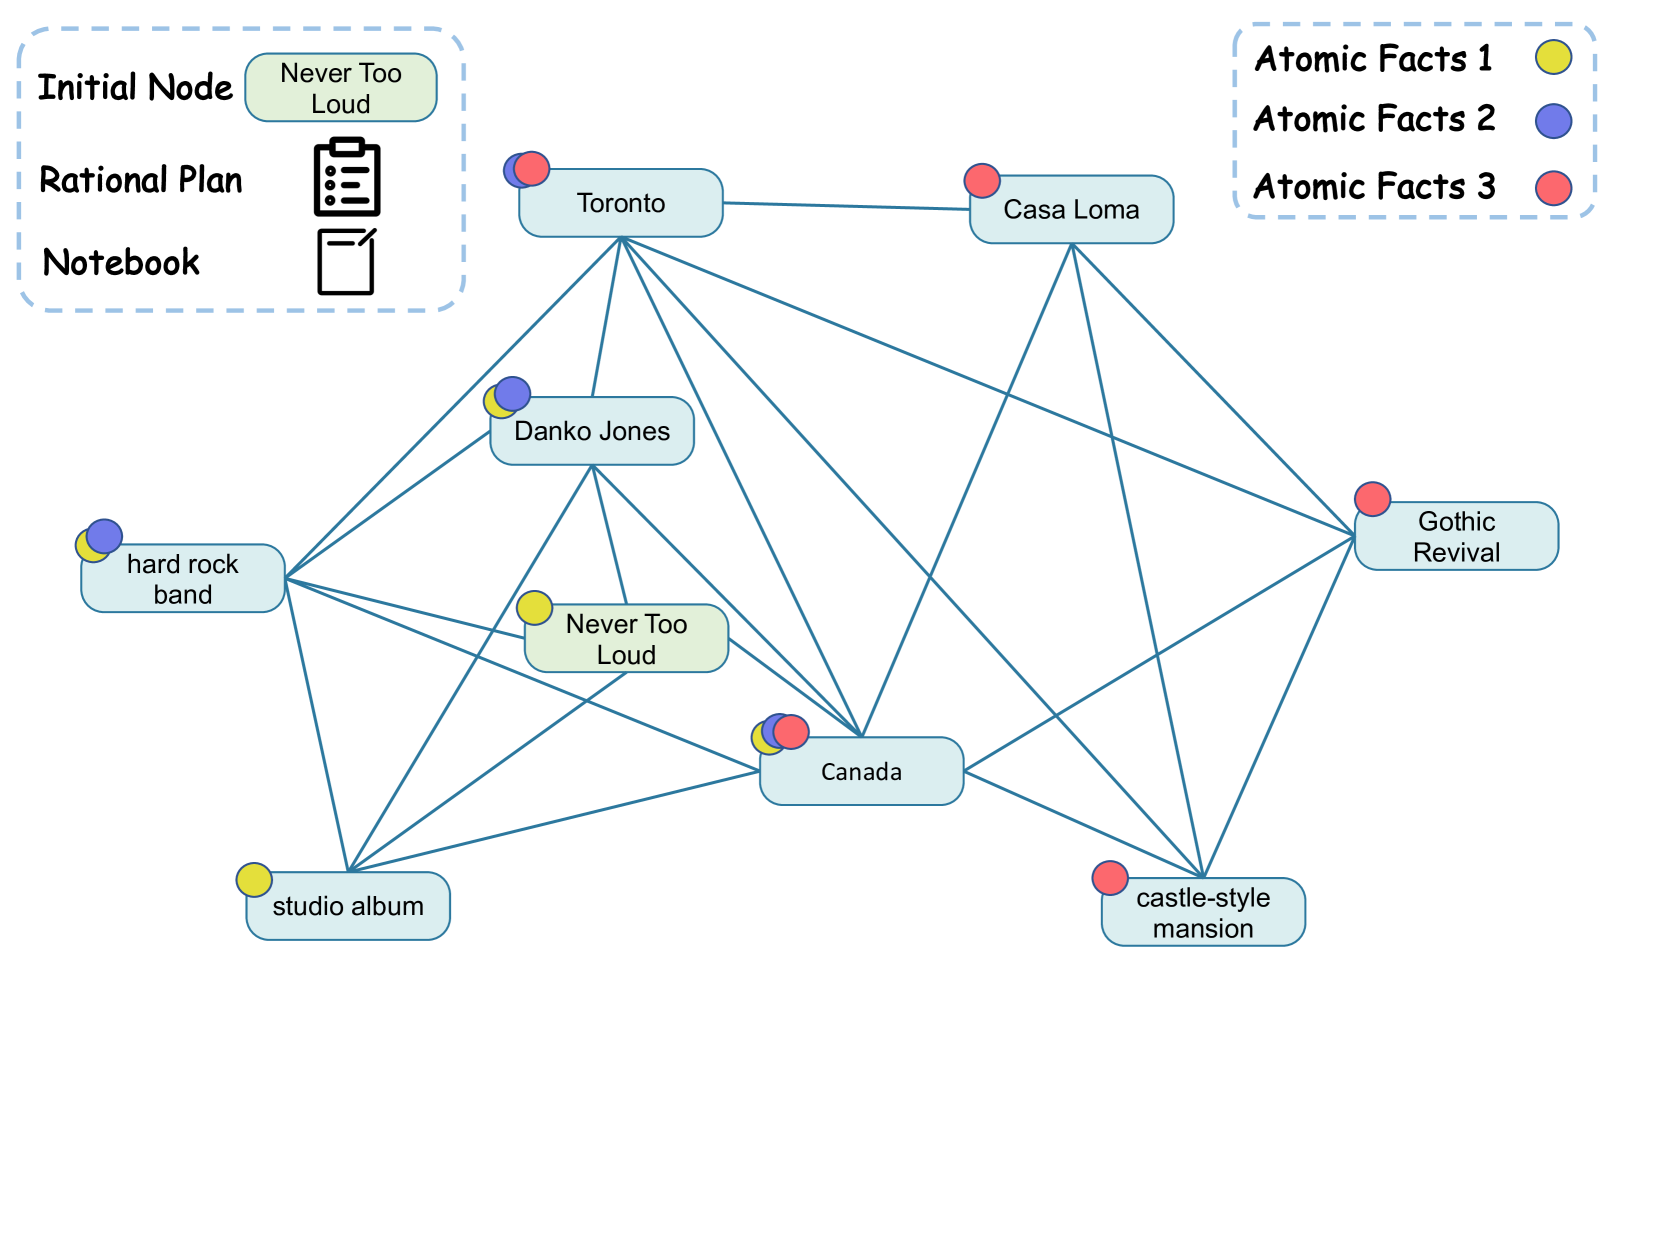 Initial Node
Never Too
Loud
Rational Plan
Notebook
Atomic Facts 1
Atomic Facts 2
Atomic Facts 3
Toronto
Casa Loma
Danko Jones
Gothic
Revival
hard rock
band
Never Too
Loud
Canada
studio album
castle-style
mansion